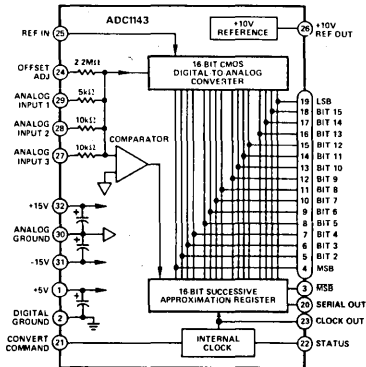 ADC1143
REF IN
25
+10V
REFERENCE
26
+10V
REF OUT
OFFSET
ADJ
24
2.2MΩ
16-BIT CMOS
DIGITAL TO ANALOG
CONVERTER
ANALOG
INPUT 1
29
5kΩ
ANALOG
INPUT 2
28
10kΩ
ANALOG
INPUT 3
27
10kΩ
COMPARATOR
19 LSB
18 BIT 15
17 BIT 14
16 BIT 13
15 BIT 12
14 BIT 11
13 BIT 10
12 BIT 9
11 BIT 8
10 BIT 7
9 BIT 6
8 BIT 5
7 BIT 4
6 BIT 3
5 BIT 2
4 MSB
+15V
32
ANALOG
GROUND
30
-15V
31
+5V
1
DIGITAL
GROUND
2
16-BIT SUCCESSIVE
APPROXIMATION REGISTER
3 M̅S̅B̅
20 SERIAL OUT
23 CLOCK OUT
CONVERT
COMMAND
21
INTERNAL
CLOCK
22 STATUS